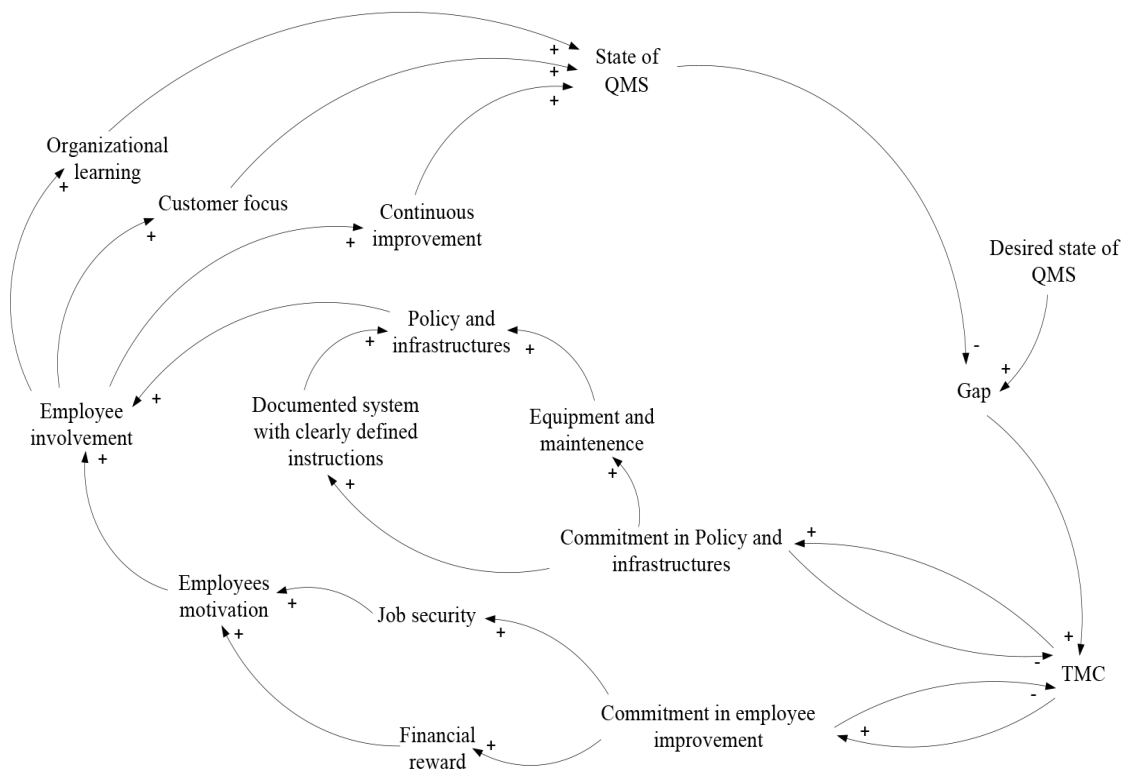 State of
QMS
+
+
+
Organizational
learning
+
Customer focus
+
Continuous
improvement
+
Desired state of
QMS
Policy and
infrastructures
+
+
-
+
Gap
+
Employee
involvement
+
Documented system
with clearly defined
instructions
+
Equipment and
maintenence
+
Commitment in Policy and
infrastructures
+
Employees
motivation
+
+
Job security
+
+
-
TMC
-
Commitment in employee
improvement
+
Financial
reward
+